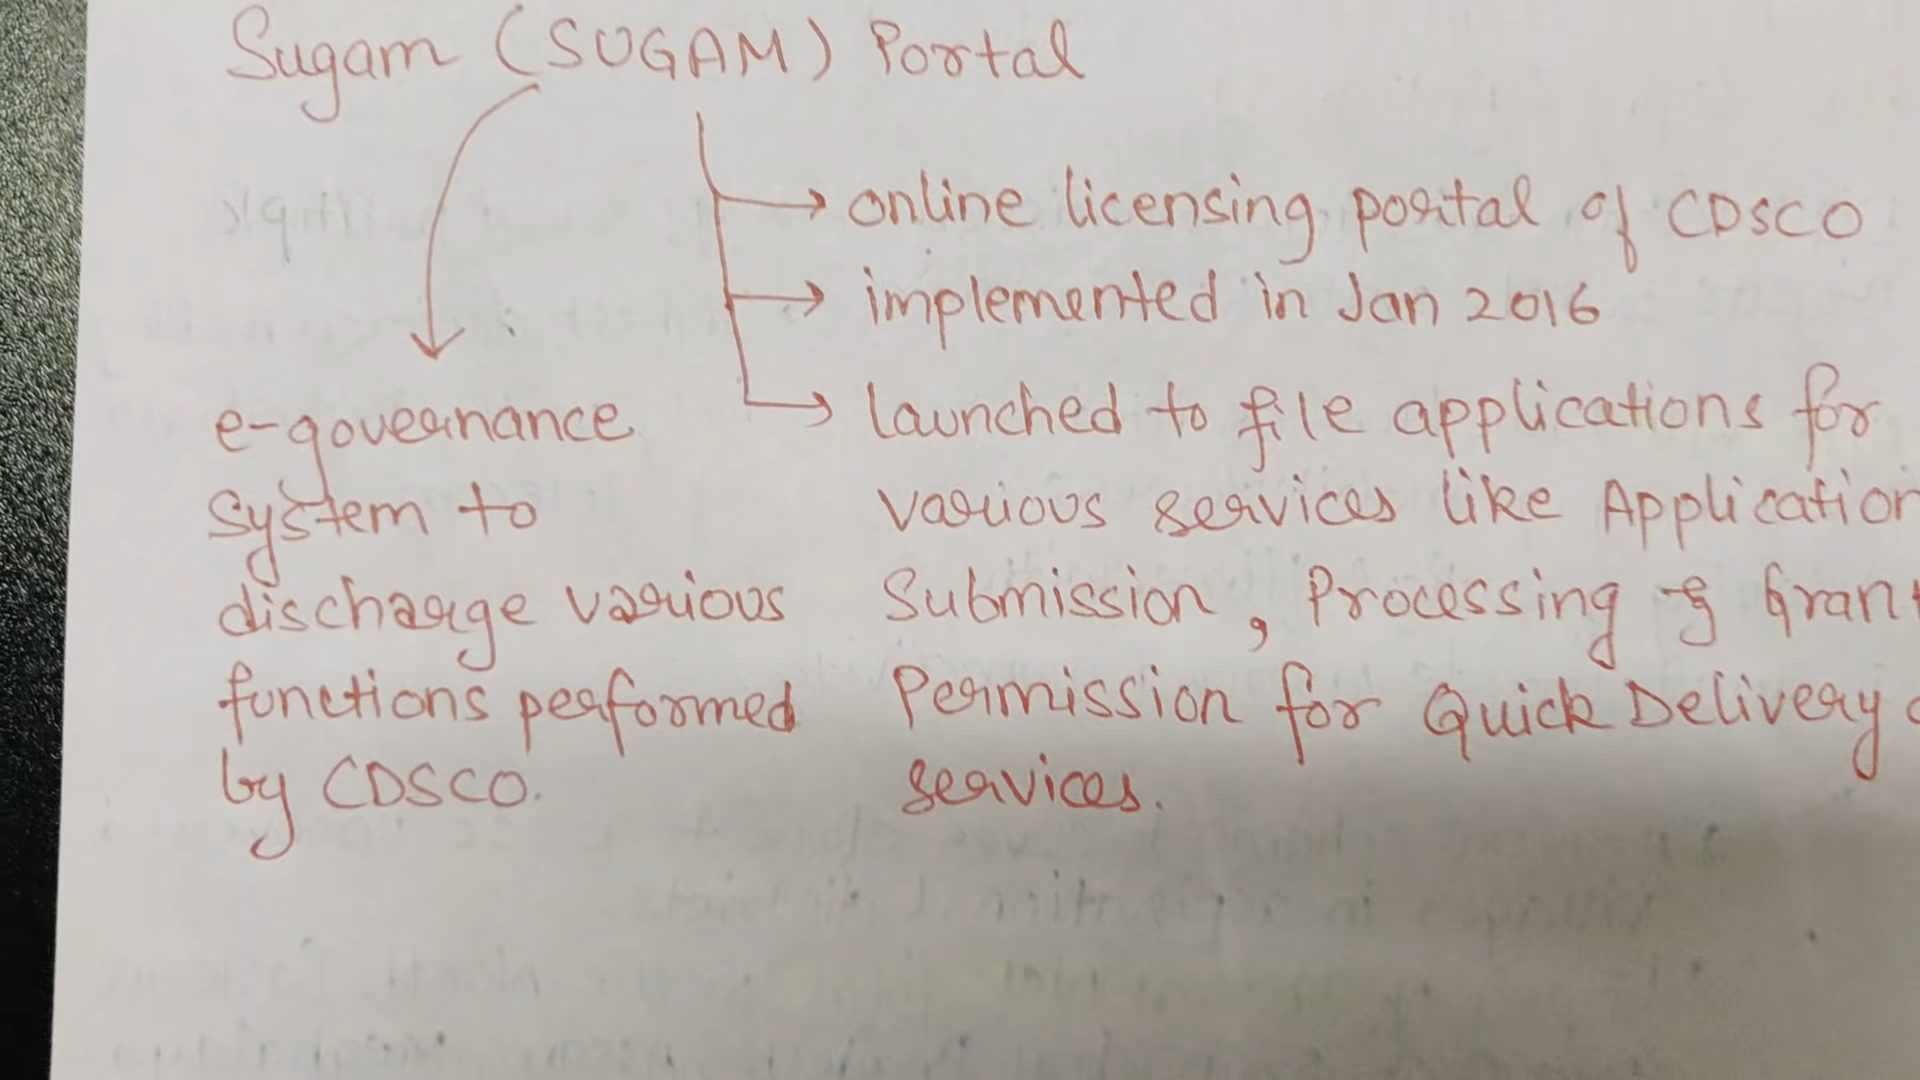 Sugam (SUGAM) Portal
online licensing portal of CDSCO
implemented in Jan 2016
launched to file applications for
various services like Application
Submission, Processing & Grant
Permission for Quick Delivery
services.
e-governance
system to
discharge various
functions performed
by CDSCO.